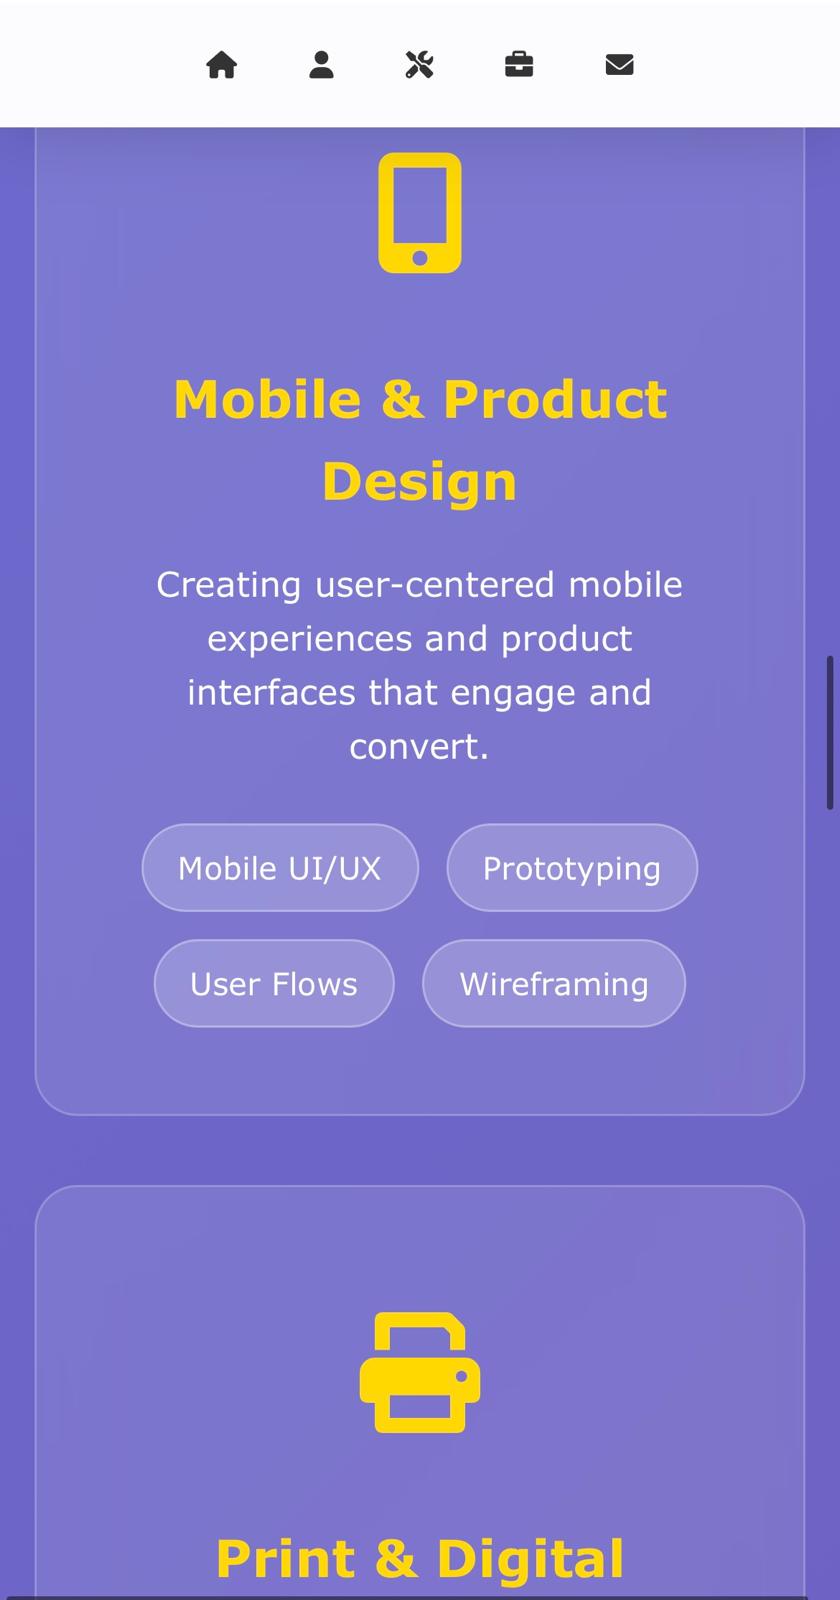 Mobile & Product
Design
Creating user-centered mobile
experiences and product
interfaces that engage and
convert.
Mobile UI/UX
Prototyping
User Flows
Wireframing
Print & Digital